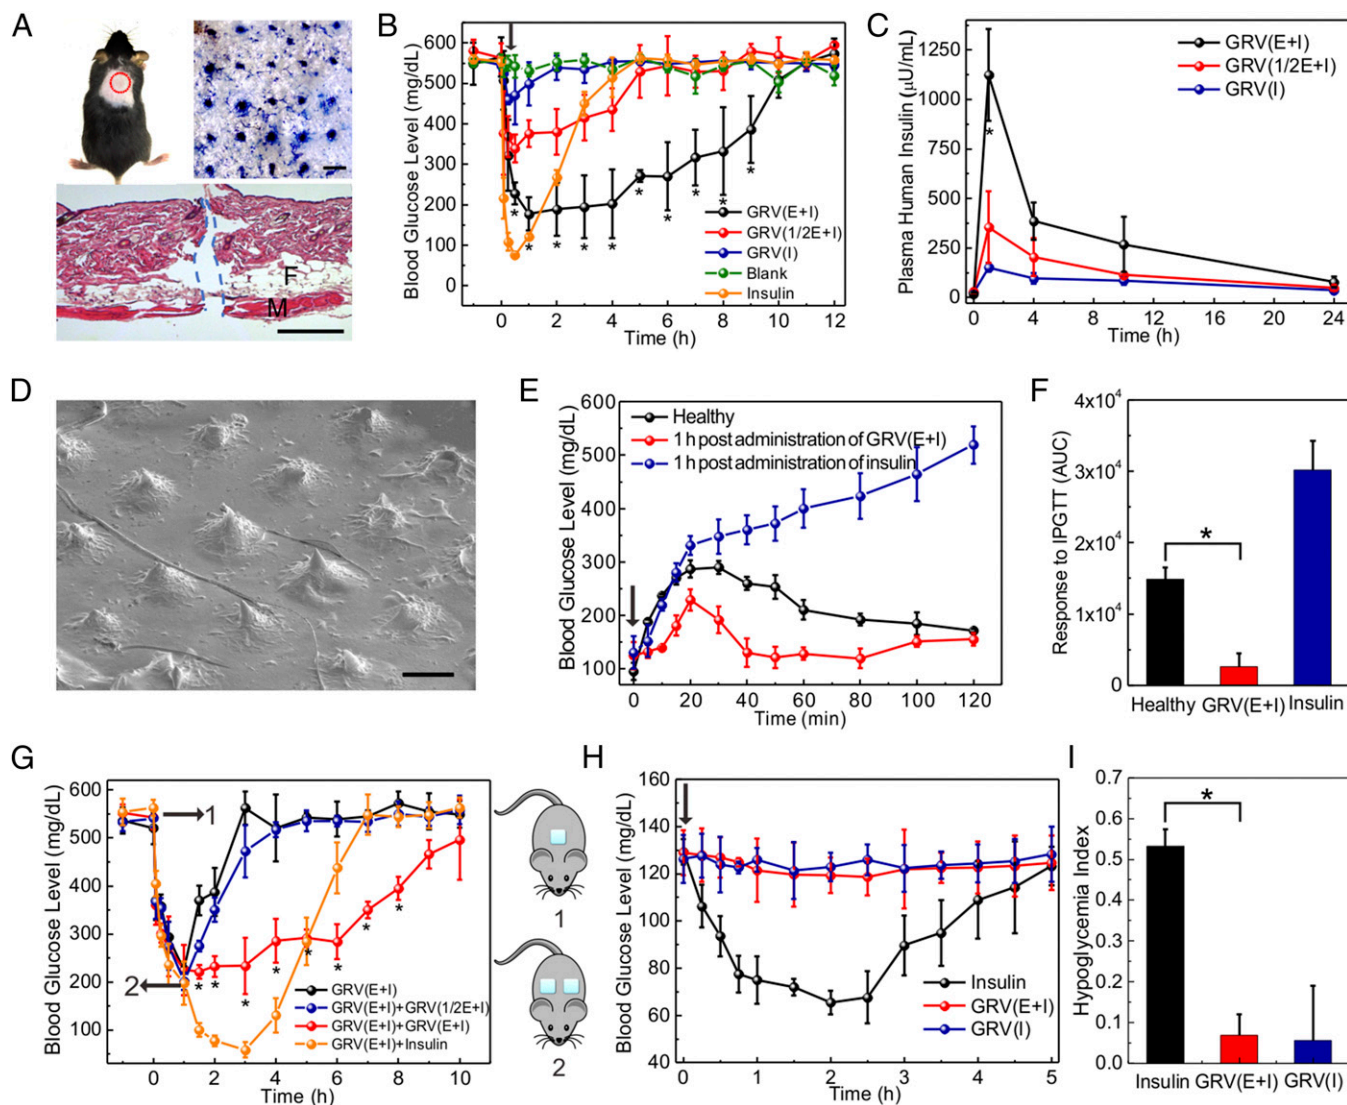 A
F
M
B
Blood Glucose Level (mg/dL)
600
500
400
300
200
100
0
0 2 4 6 8 10 12
Time (h)
* * * * * * * * *
GRV(E+I)
GRV(1/2E+I)
GRV(I)
Blank
Insulin
C
Plasma Human Insulin (μU/mL)
1250
1000
750
500
250
0
0 4 8 12 16 20 24
Time (h)
*
GRV(E+I)
GRV(1/2E+I)
GRV(I)
D
E
Blood Glucose Level (mg/dL)
600
500
400
300
200
100
0 20 40 60 80 100 120
Time (min)
Healthy
1 h post administration of GRV(E+I)
1 h post administration of insulin
F
Response to IPGTT (AUC)
4x10⁴
3x10⁴
2x10⁴
1x10⁴
0
*
Healthy GRV(E+I) Insulin
G
Blood Glucose Level (mg/dL)
600
500
400
300
200
100
0 2 4 6 8 10
Time (h)
1
2
* * * * * * * *
GRV(E+I)
GRV(E+I)+GRV(1/2E+I)
GRV(E+I)+GRV(E+I)
GRV(E+I)+Insulin
1
2
H
Blood Glucose Level (mg/dL)
160
140
120
100
80
60
40
0 1 2 3 4 5
Time (h)
Insulin
GRV(E+I)
GRV(I)
I
Hypoglycemia Index
0.7
0.6
0.5
0.4
0.3
0.2
0.1
0.0
*
Insulin GRV(E+I) GRV(I)